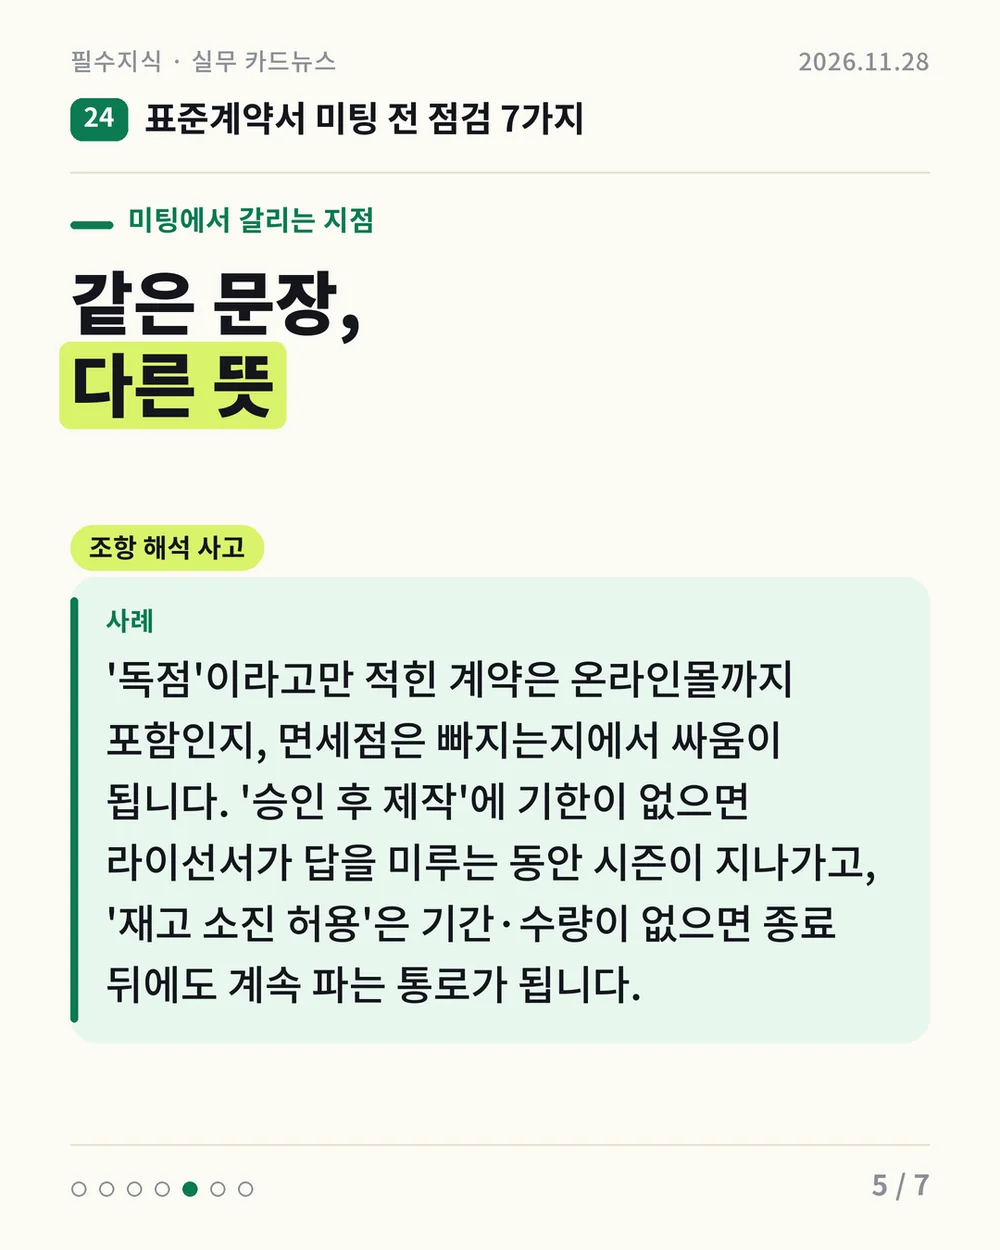 필수지식 · 실무 카드뉴스
2026.11.28
24 표준계약서 미팅 전 점검 7가지
미팅에서 갈리는 지점
같은 문장,
다른 뜻
조항 해석 사고
사례
'독점'이라고만 적힌 계약은 온라인몰까지
포함인지, 면세점은 빠지는지에서 싸움이
됩니다. '승인 후 제작'에 기한이 없으면
라이선서가 답을 미루는 동안 시즌이 지나가고,
'재고 소진 허용'은 기간·수량이 없으면 종료
뒤에도 계속 파는 통로가 됩니다.
5 / 7